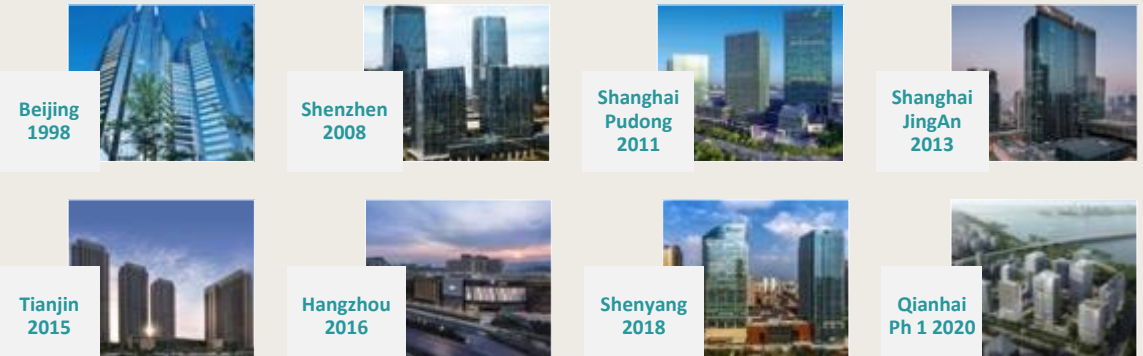 Beijing
1998
Shenzhen
2008
Shanghai
Pudong
2011
Shanghai
JingAn
2013
Tianjin
2015
Hangzhou
2016
Shenyang
2018
Qianhai
Ph 1 2020